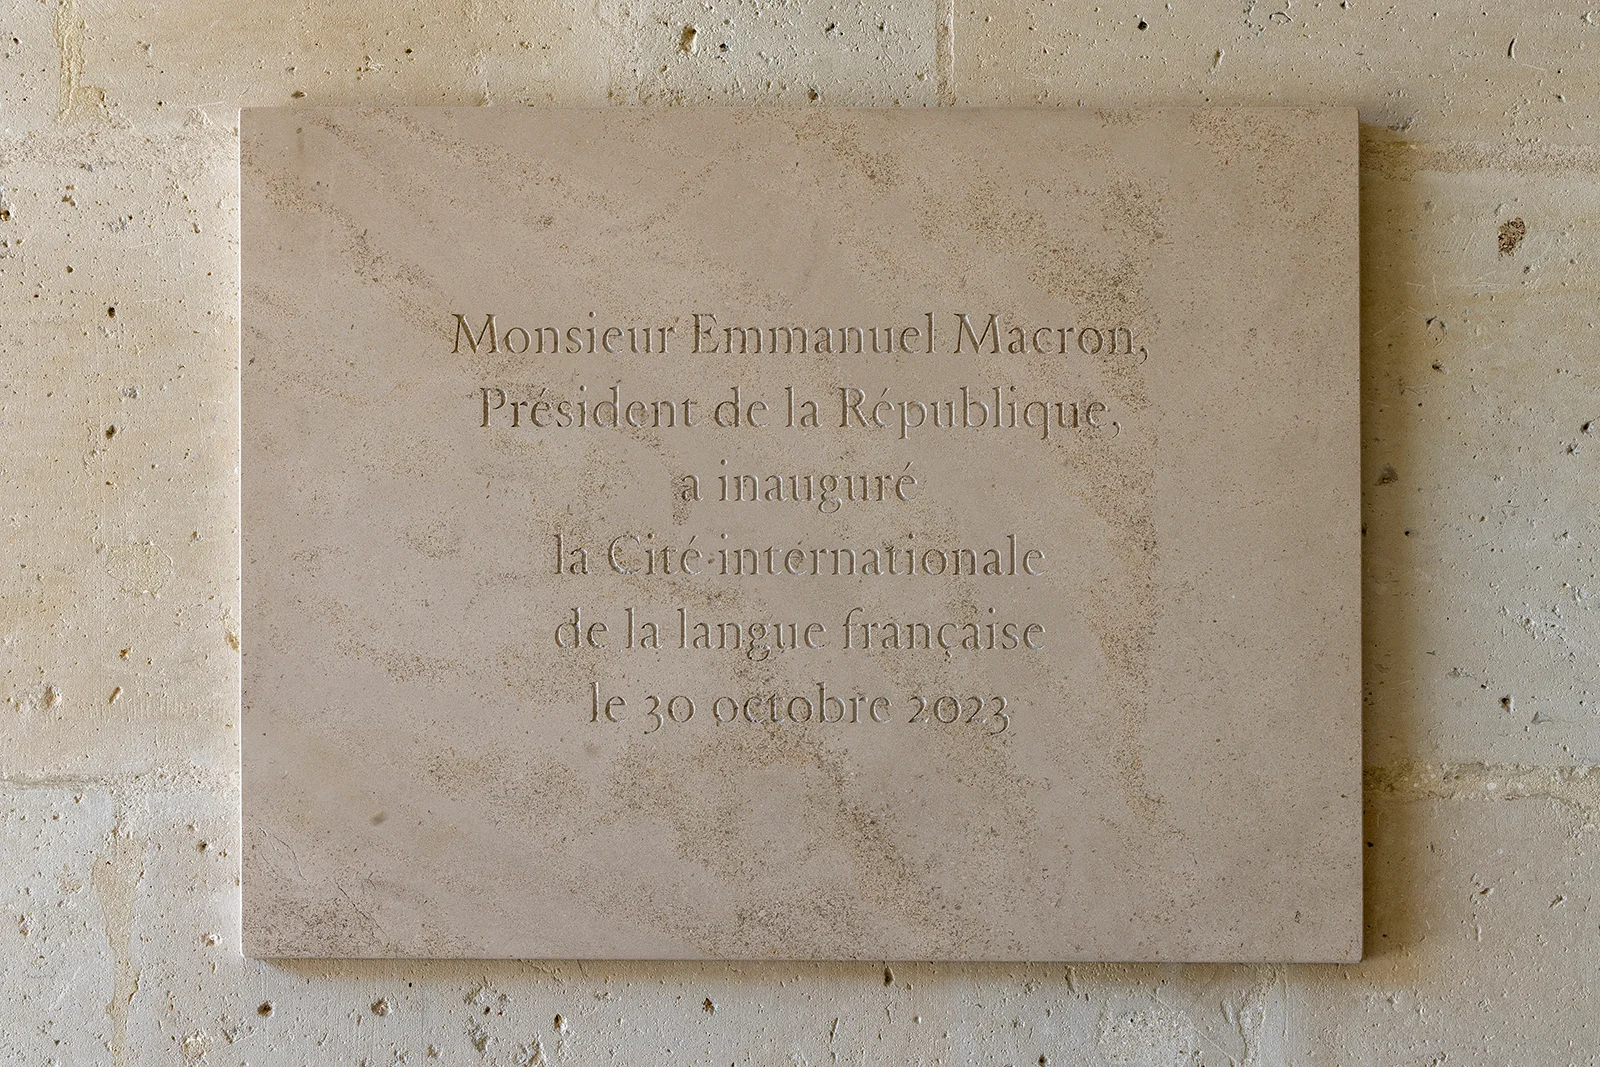 Monsieur Emmanuel Macron,
Président de la République,
a inauguré
la Cité internationale
de la langue française
le 30 octobre 2023